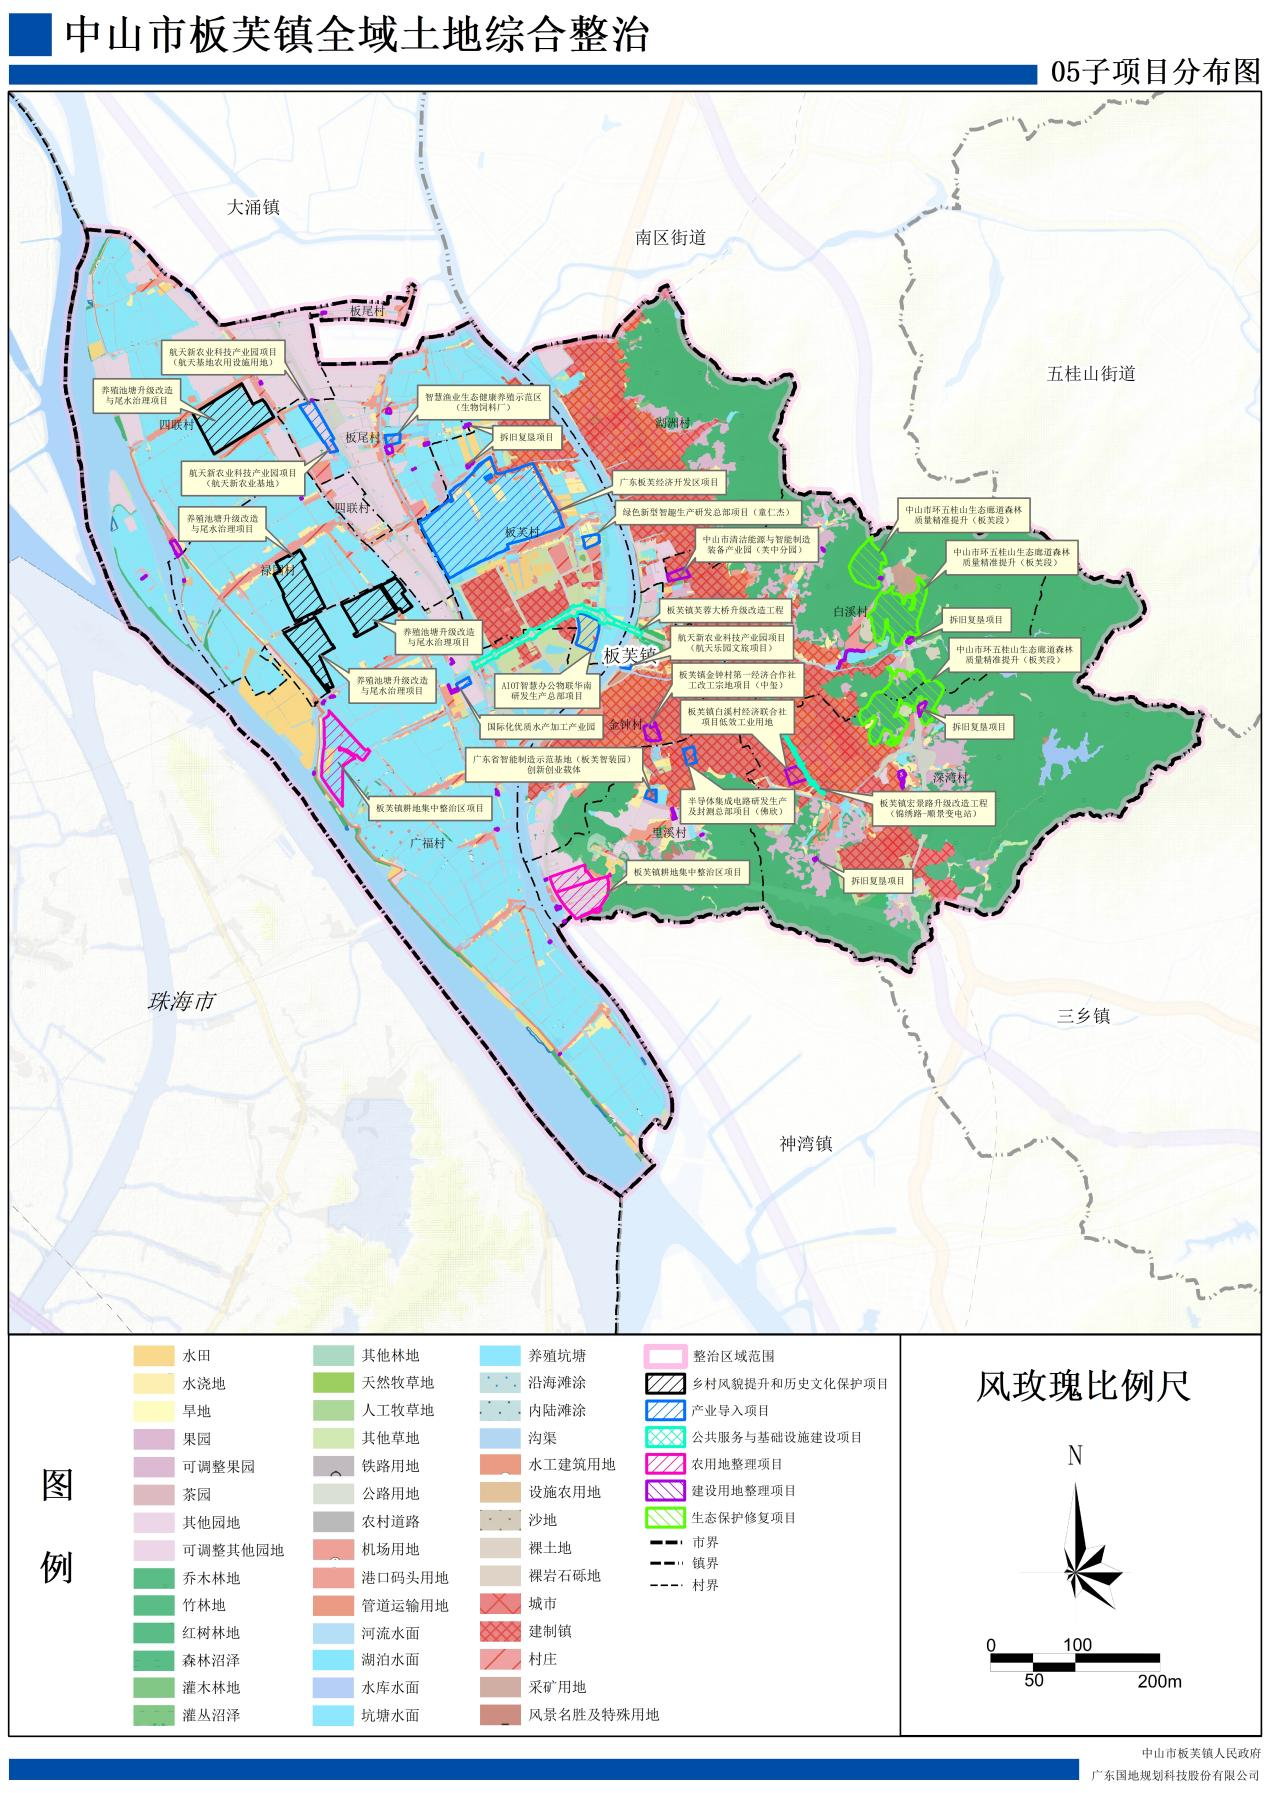 中山市板芙镇全域土地综合整治
05子项目分布图
大涌镇
南区街道
板尾村
五桂山街道
航天新农业科技产业园项目
（航天基地农用设施用地）
养殖池塘升级改造
与尾水治理项目
四联村
智慧渔业生态健康养殖示范区
（生物饲料厂）
板尾村
拆旧复垦项目
湖洲村
航天新农业科技产业园项目
（航天新农业基地）
广东板芙经济开发区项目
四联村
绿色新型智趣生产研发总部项目（童仁杰）
中山市环五桂山生态廊道森林
质量精准提升（板芙段）
养殖池塘升级改造
与尾水治理项目
板芙村
中山市清洁能源与智能制造
装备产业园（芙中分园）
中山市环五桂山生态廊道森林
质量精准提升（板芙段）
禄围村
板芙镇芙蓉大桥升级改造工程
白溪村
拆旧复垦项目
养殖池塘升级改造
与尾水治理项目
航天新农业科技产业园项目
（航天乐园文旅项目）
板芙镇
中山市环五桂山生态廊道森林
质量精准提升（板芙段）
养殖池塘升级改造
与尾水治理项目
AIOT智慧办公物联华南
研发生产总部项目
板芙镇金钟村第一经济合作社
工改工宗地项目（中玺）
国际化优质水产加工产业园
金钟村
板芙镇白溪村经济联合社
项目低效工业用地
拆旧复垦项目
广东省智能制造示范基地（板芙智装园）
创新创业载体
深湾村
板芙镇耕地集中整治区项目
半导体集成电路研发生产
及封测总部项目（佛欣）
板芙镇宏景路升级改造工程
（锦绣路-顺景变电站）
广福村
里溪村
板芙镇耕地集中整治区项目
拆旧复垦项目
珠海市
三乡镇
神湾镇
图
例
水田
水浇地
旱地
果园
可调整果园
茶园
其他园地
可调整其他园地
乔木林地
竹林地
红树林地
森林沼泽
灌木林地
灌丛沼泽
其他林地
天然牧草地
人工牧草地
其他草地
铁路用地
公路用地
农村道路
机场用地
港口码头用地
管道运输用地
河流水面
湖泊水面
水库水面
坑塘水面
养殖坑塘
沿海滩涂
内陆滩涂
沟渠
水工建筑用地
设施农用地
沙地
裸土地
裸岩石砾地
城市
建制镇
村庄
采矿用地
风景名胜及特殊用地
整治区域范围
乡村风貌提升和历史文化保护项目
产业导入项目
公共服务与基础设施建设项目
农用地整理项目
建设用地整理项目
生态保护修复项目
市界
镇界
村界
风玫瑰比例尺
N
0 100
50 200m
中山市板芙镇人民政府
广东国地规划科技股份有限公司